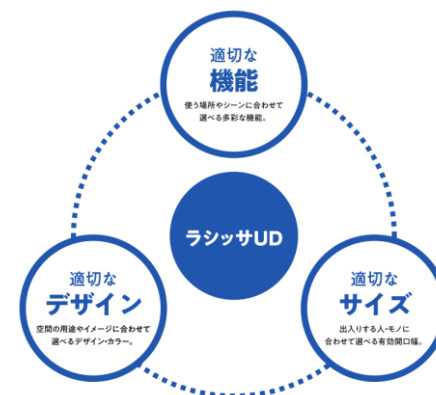 適切な
機能
使う場所やシーンに合わせて
選べる多彩な機能。
ラシッサUD
適切な
デザイン
空間の用途やイメージに合わせて
選べるデザイン・カラー。
適切な
サイズ
出入りする人・モノに
合わせて選べる有効開口幅。